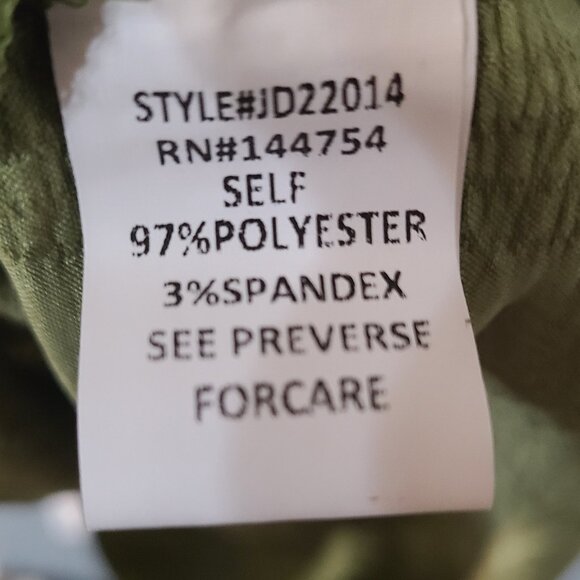 STYLE#JD22014
RN#144754
SELF
97%POLYESTER
3%SPANDEX
SEE PREVERSE
FORCARE